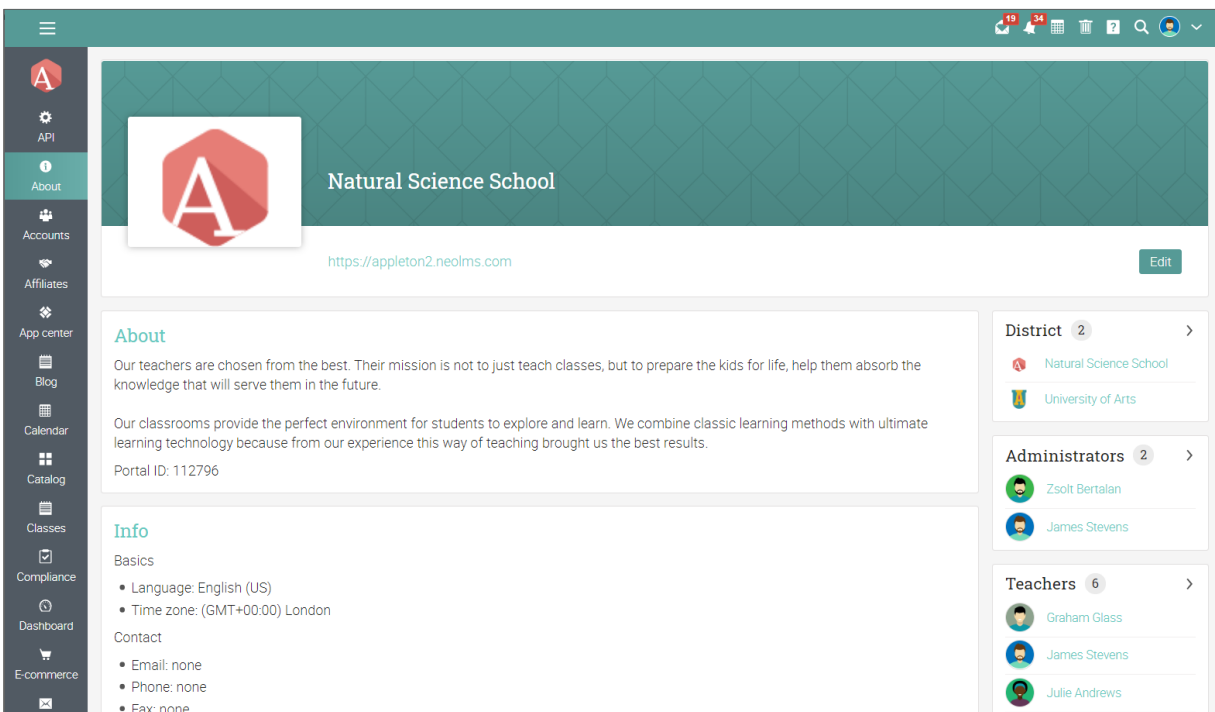 19
34
API
About
Accounts
Affiliates
App center
Blog
Calendar
Catalog
Classes
Compliance
Dashboard
E-commerce
A
Natural Science School
https://appleton2.neolms.com
Edit
About
Our teachers are chosen from the best. Their mission is not to just teach classes, but to prepare the kids for life, help them absorb the
knowledge that will serve them in the future.
Our classrooms provide the perfect environment for students to explore and learn. We combine classic learning methods with ultimate
learning technology because from our experience this way of teaching brought us the best results.
Portal ID: 112796
Info
Basics
Language: English (US)
Time zone: (GMT+00:00) London
Contact
Email: none
Phone: none
Fax: none
District 2
Natural Science School
University of Arts
Administrators 2
Zsolt Bertalan
James Stevens
Teachers 6
Graham Glass
James Stevens
Julie Andrews